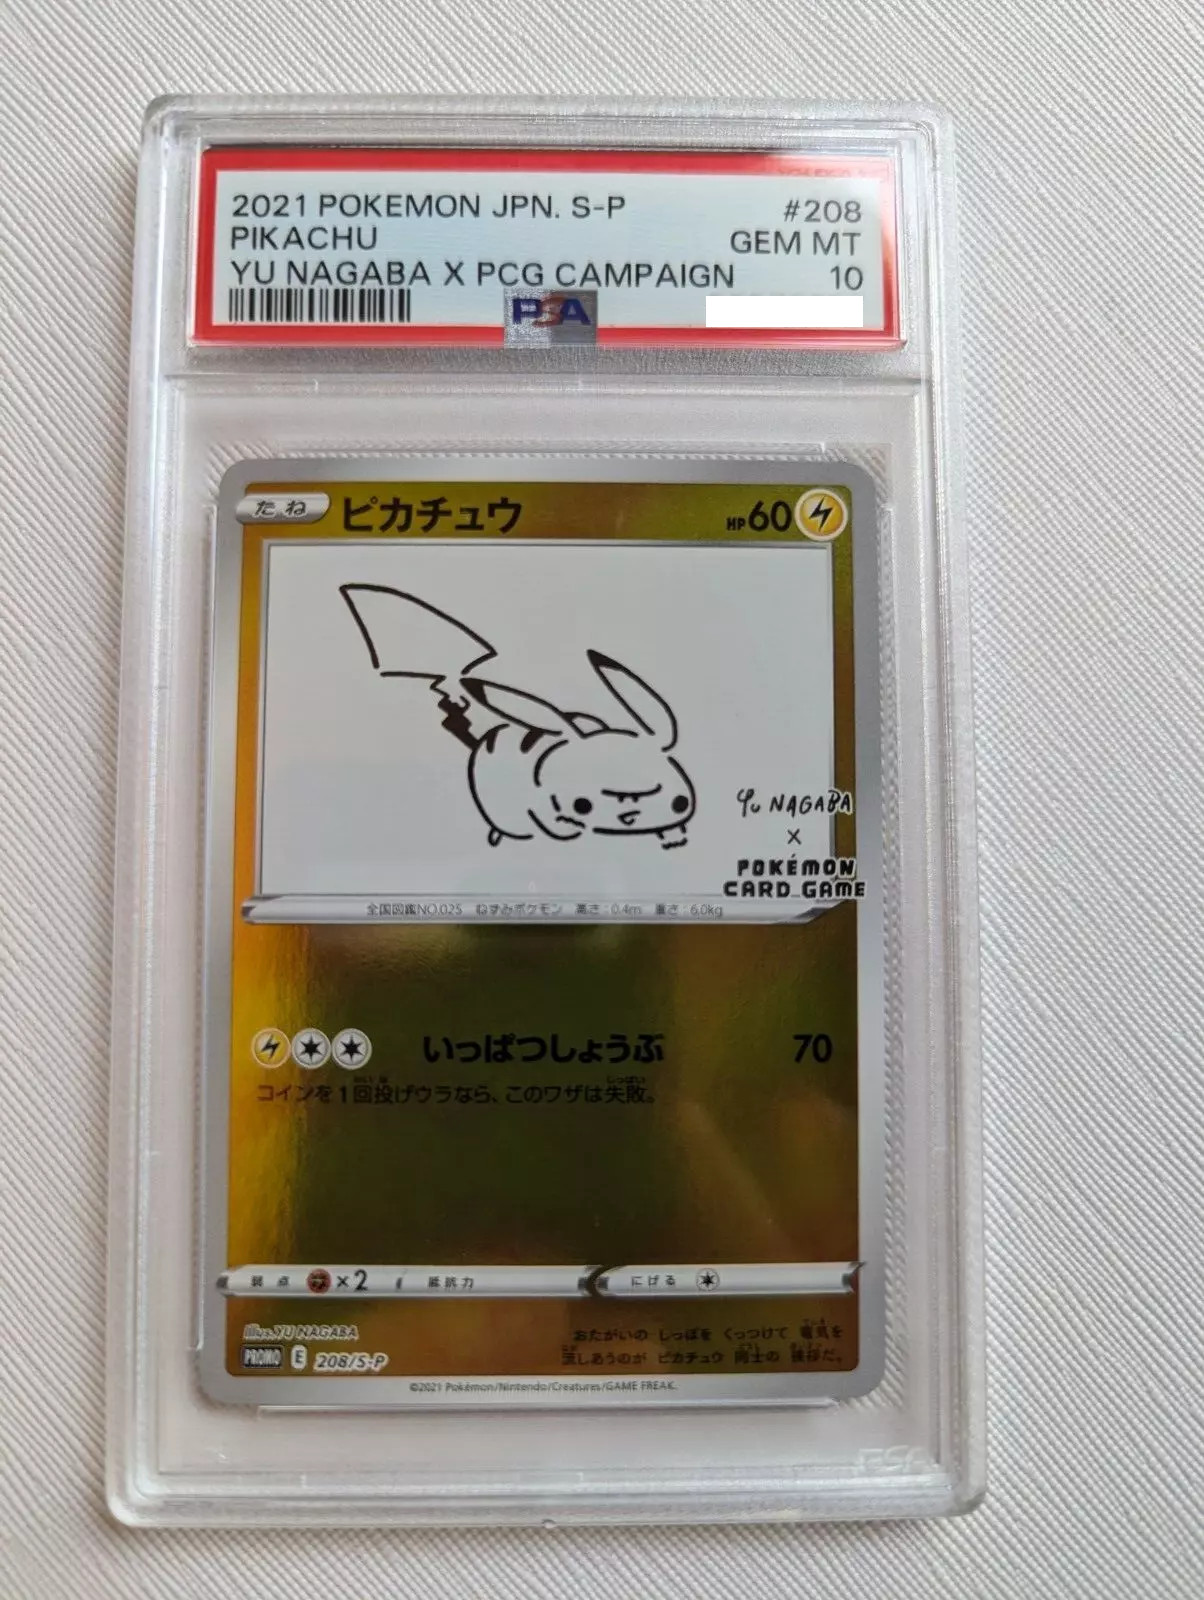 2021 POKEMON JPN. S-P #208
PIKACHU GEM MT
YU NAGABA X PCG CAMPAIGN 10
PSA
たね ピカチュウ HP60
Yu NAGABA
X
POKÉMON
CARD GAME
全国図鑑NO.025 ねずみポケモン 高さ:0.4m 重さ:6.0kg
いっぱつしょうぶ 70
コインを1回投げウラなら、このワザは失敗。
弱点 ×2 抵抗力 にげる
illus.YU NAGABA
PROMO E 208/S-P
おたがいの しっぽを くっつけて 電気を
流しあうのが ピカチュウ 同士の 挨拶だ。
©2021 Pokémon/Nintendo/Creatures/GAME FREAK.